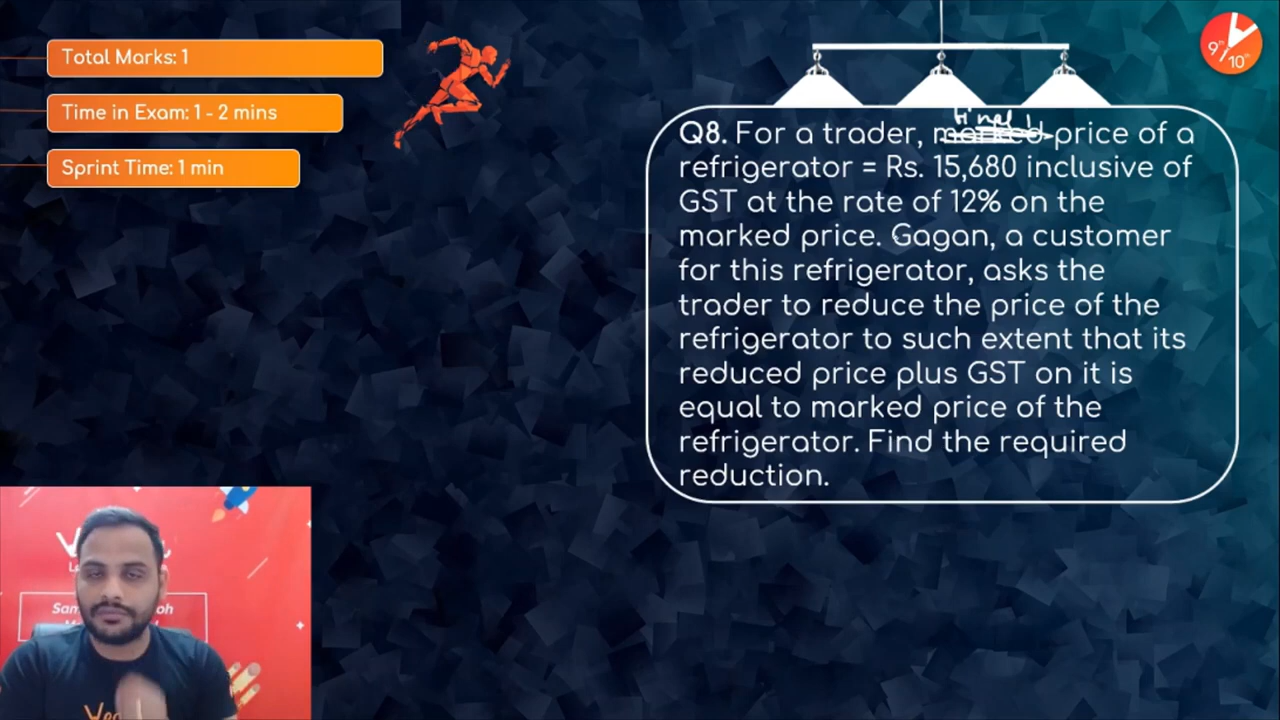 Total Marks: 1
Time in Exam: 1 - 2 mins
Sprint Time: 1 min
9th
10th
final
Q8. For a trader, marked price of a
refrigerator = Rs. 15,680 inclusive of
GST at the rate of 12% on the
marked price. Gagan, a customer
for this refrigerator, asks the
trader to reduce the price of the
refrigerator to such extent that its
reduced price plus GST on it is
equal to marked price of the
refrigerator. Find the required
reduction.